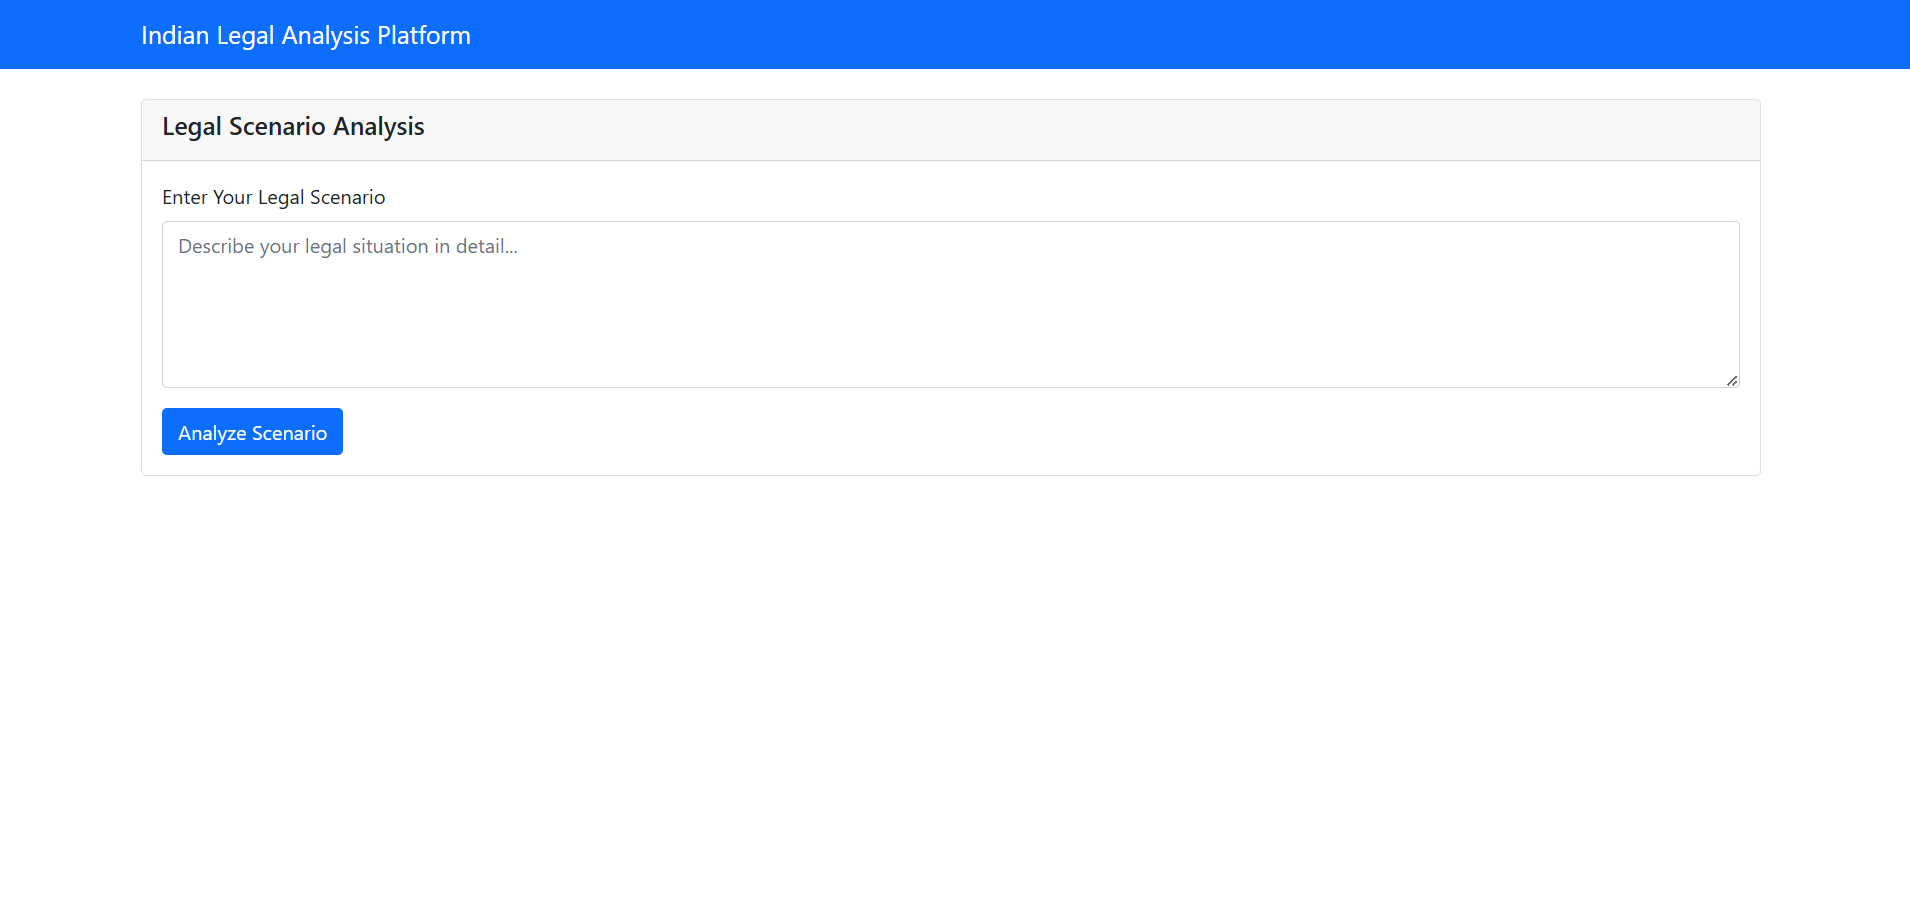 Indian Legal Analysis Platform
Legal Scenario Analysis
Enter Your Legal Scenario
Describe your legal situation in detail...
Analyze Scenario